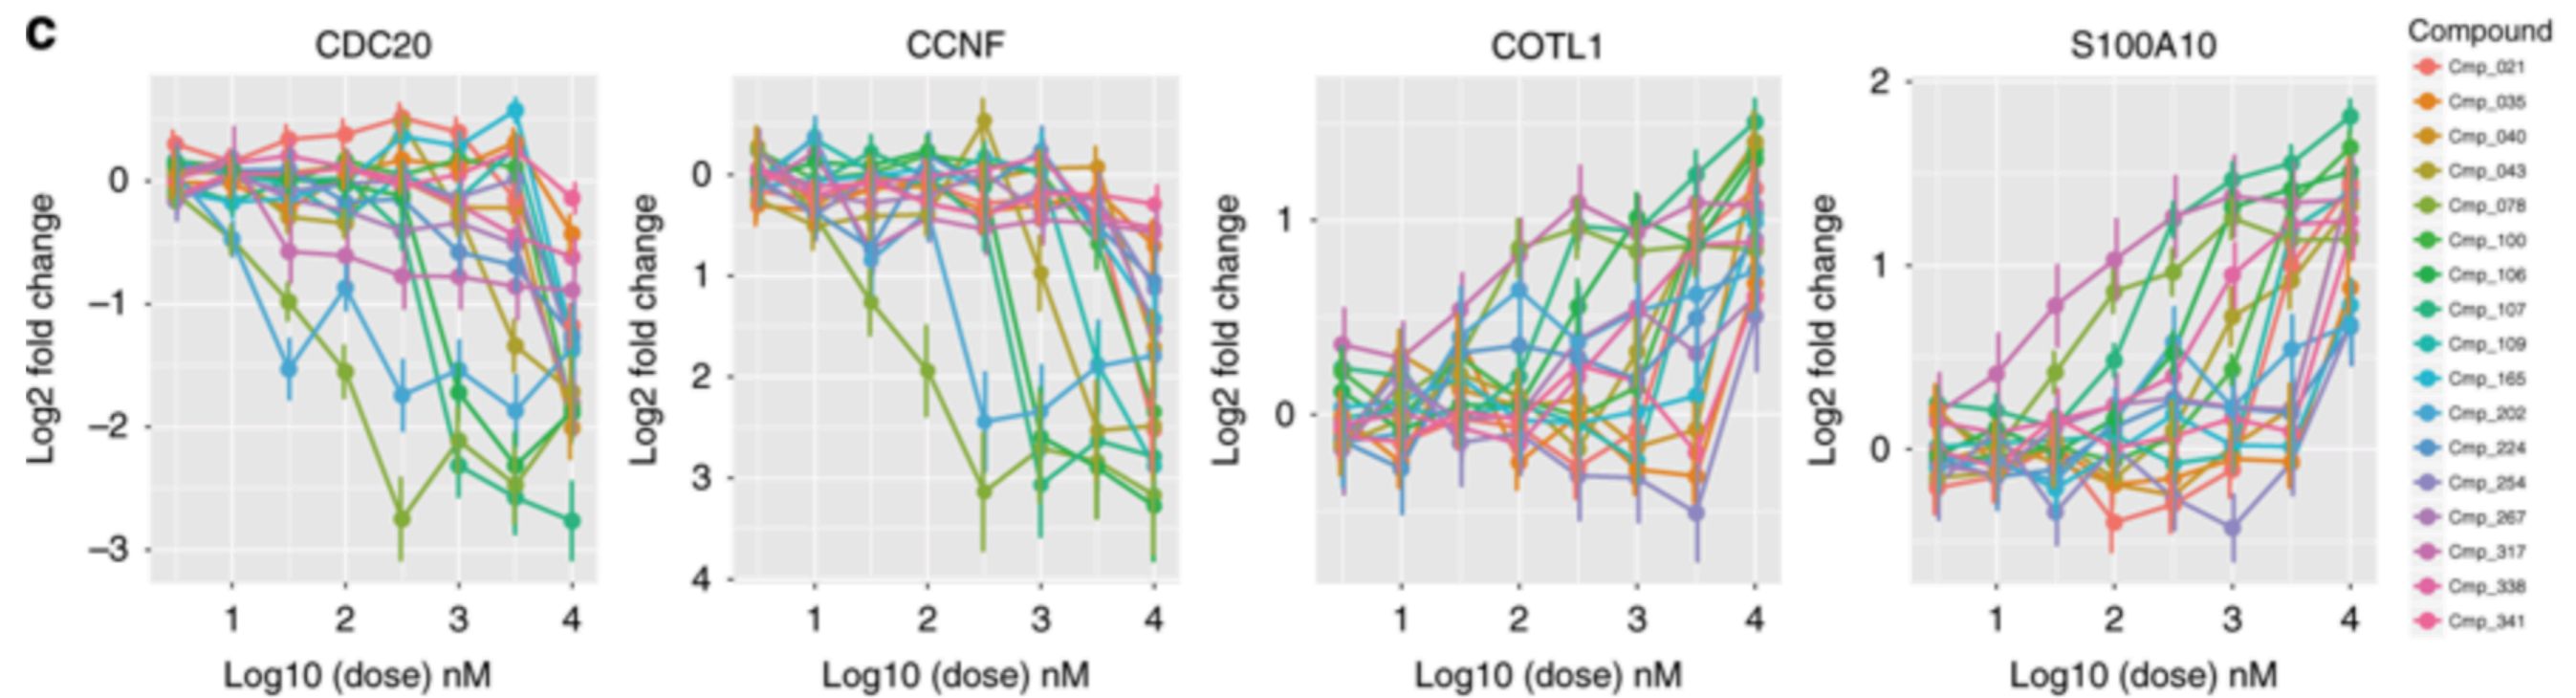 c
CDC20
CCNF
COTL1
S100A10
Log2 fold change
0
−1
−2
−3
1
2
3
4
Log10 (dose) nM
Log2 fold change
0
1
2
3
4
1
2
3
4
Log10 (dose) nM
Log2 fold change
1
0
1
2
3
4
Log10 (dose) nM
Log2 fold change
2
1
0
1
2
3
4
Log10 (dose) nM
Compound
Cmp_021
Cmp_035
Cmp_040
Cmp_043
Cmp_078
Cmp_100
Cmp_106
Cmp_107
Cmp_109
Cmp_165
Cmp_202
Cmp_224
Cmp_254
Cmp_267
Cmp_317
Cmp_338
Cmp_341